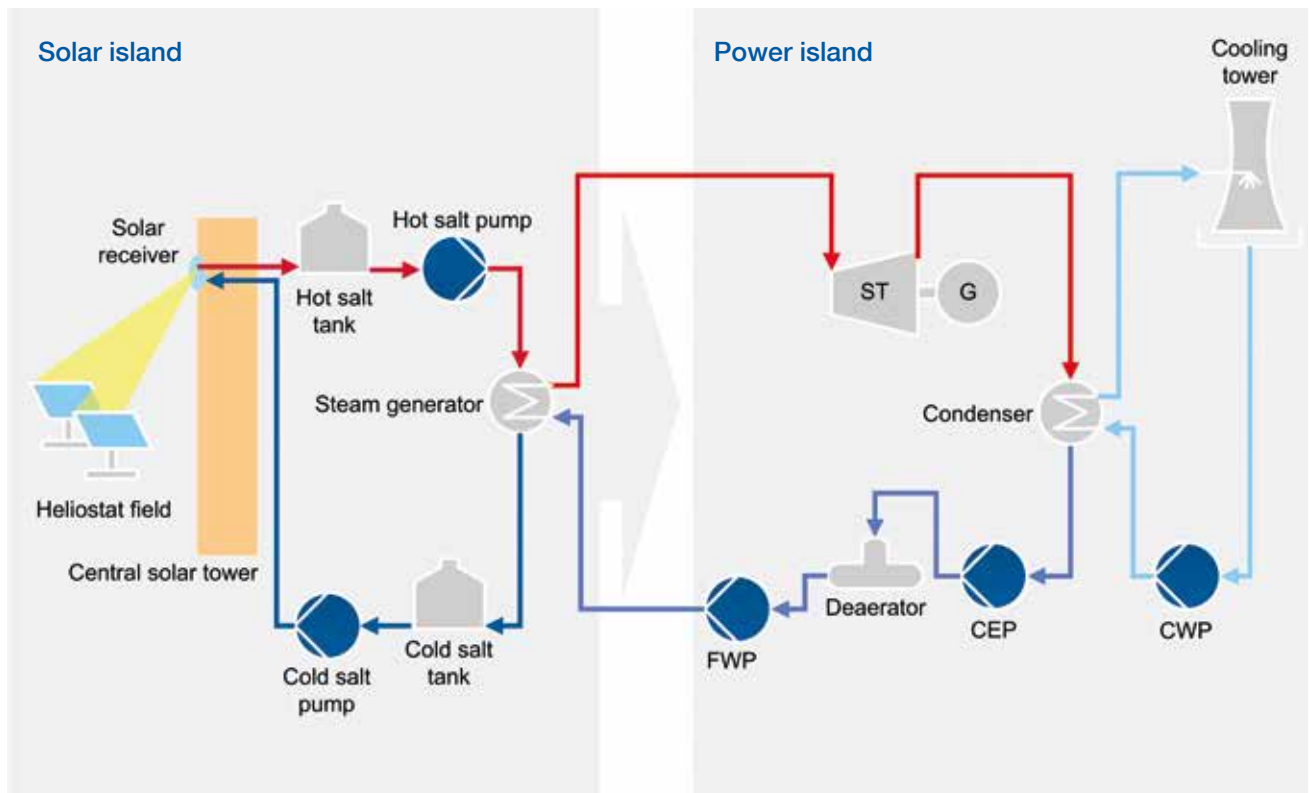 Solar island
Power island
Cooling
tower
Solar
receiver
Hot salt pump
Hot salt
tank
ST
G
Steam generator
Condenser
Heliostat field
Central solar tower
Deaerator
CEP
CWP
FWP
Cold salt
tank
Cold salt
pump